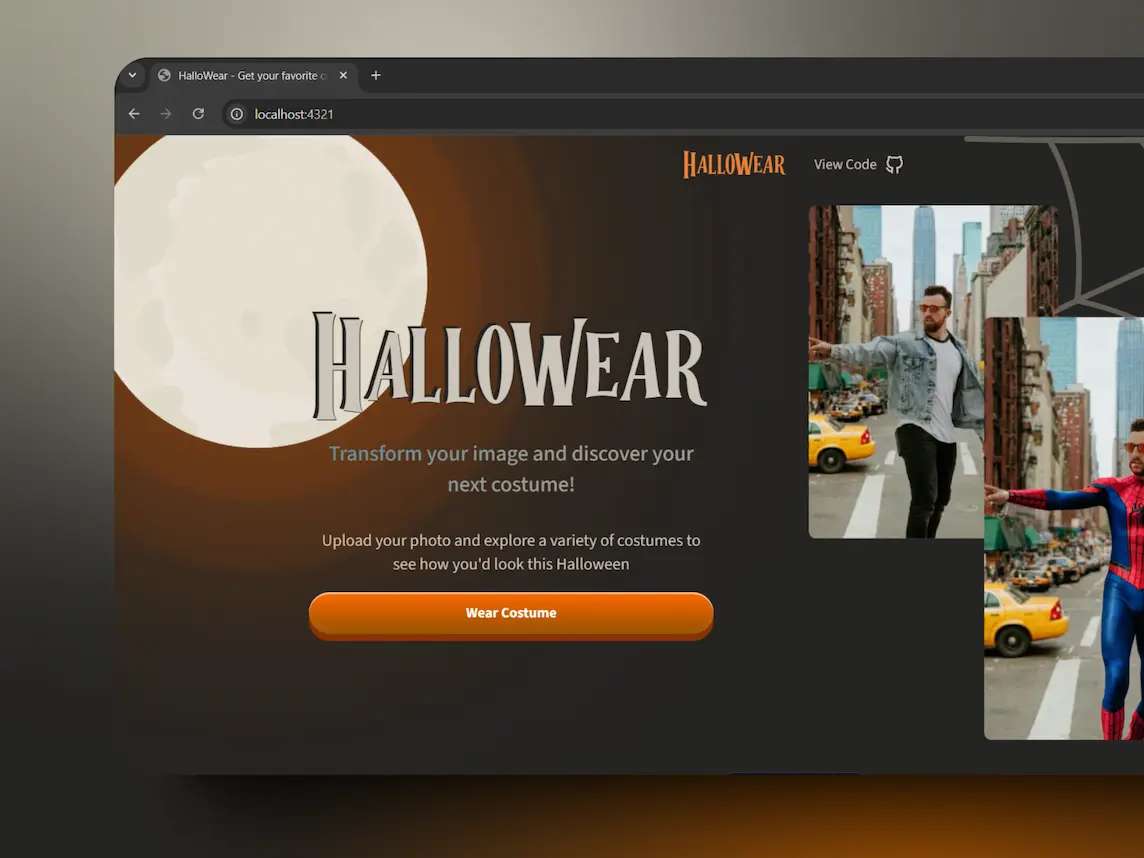 HalloWear - Get your favorite
localhost:4321
HALLOWEAR
View Code
HALLOWEAR
Transform your image and discover your
next costume!
Upload your photo and explore a variety of costumes to
see how you'd look this Halloween
Wear Costume